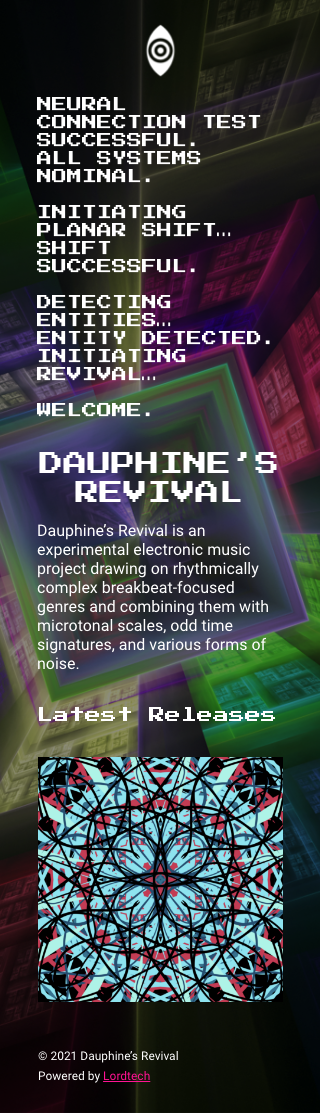 NEURAL
CONNECTION TEST
SUCCESSFUL.
ALL SYSTEMS
NOMINAL.
INITIATING
PLANAR SHIFT…
SHIFT
SUCCESSFUL.
DETECTING
ENTITIES…
ENTITY DETECTED.
INITIATING
REVIVAL…
WELCOME.
DAUPHINE'S
REVIVAL
Dauphine’s Revival is an
experimental electronic music
project drawing on rhythmically
complex breakbeat-focused
genres and combining them with
microtonal scales, odd time
signatures, and various forms of
noise.
Latest Releases
© 2021 Dauphine’s Revival
Powered by Lordtech